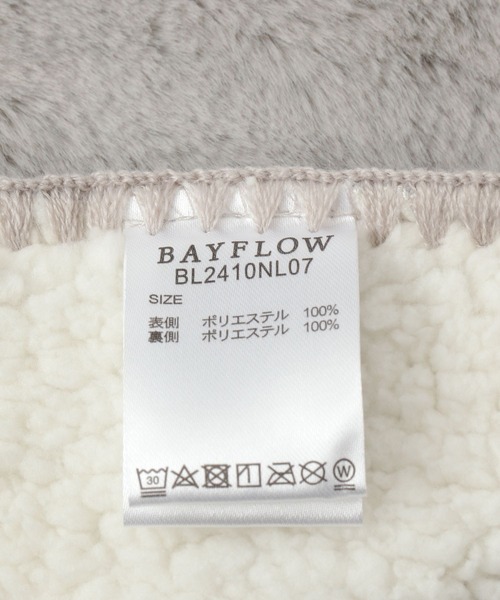 BAYFLOW
BL2410NL07
SIZE
表側 ポリエステル 100%
裏側 ポリエステル 100%
30 W